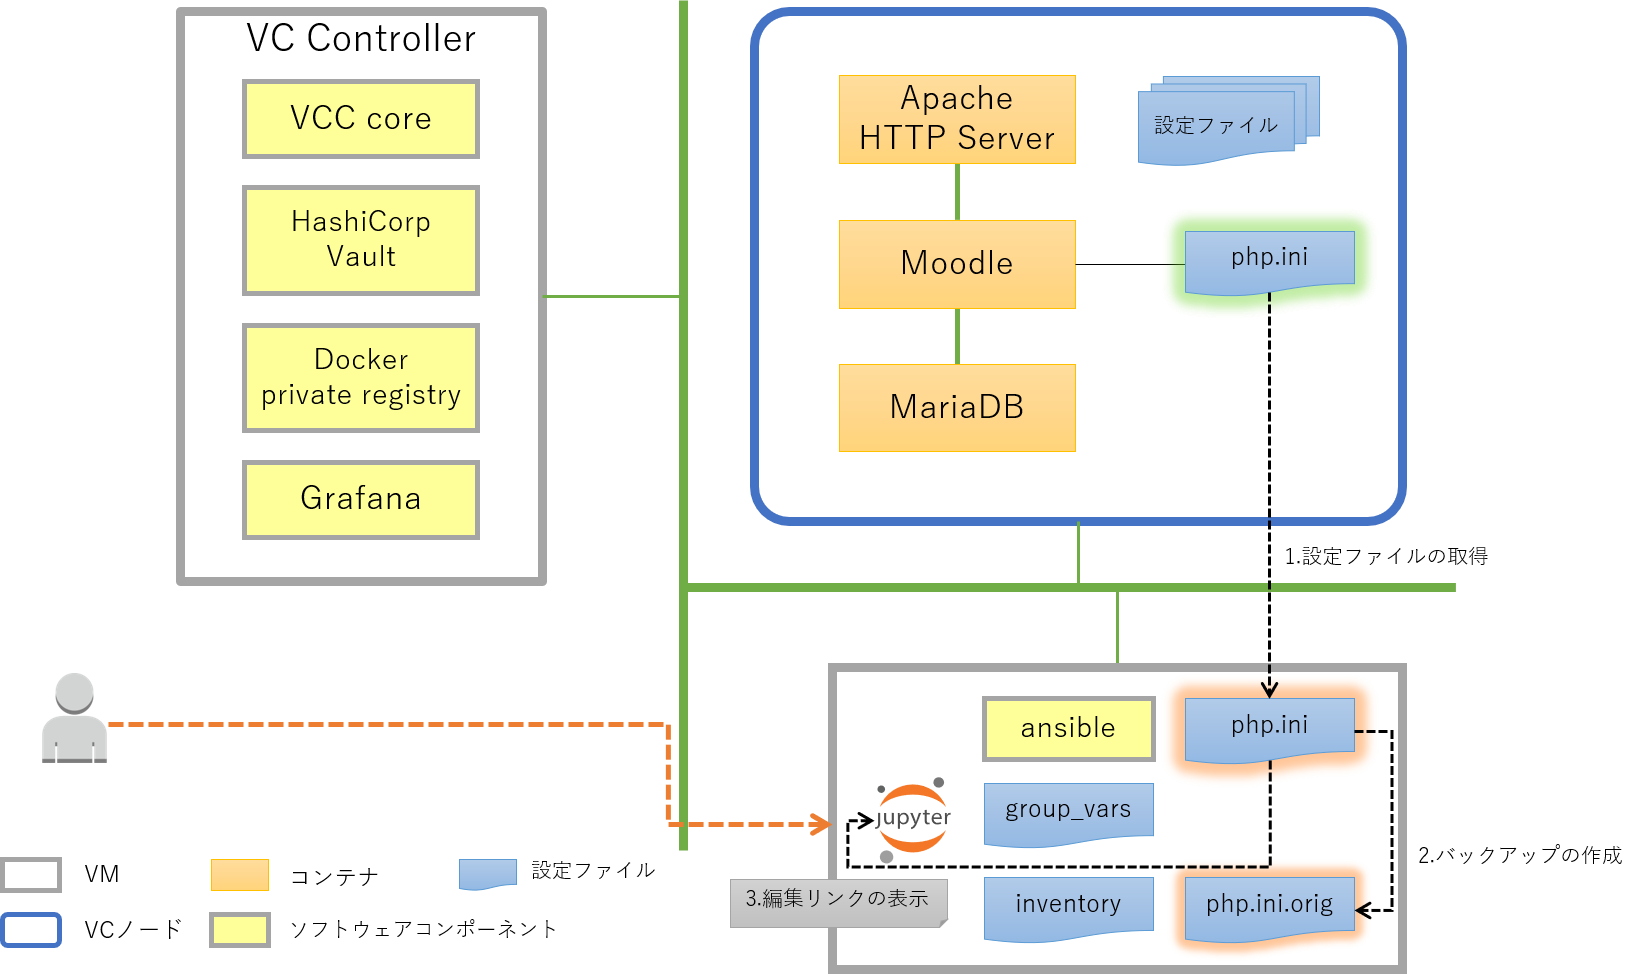 VC Controller
VCC core
HashiCorp
Vault
Docker
private registry
Grafana
Apache
HTTP Server
設定ファイル
Moodle
php.ini
MariaDB
1.設定ファイルの取得
ansible
php.ini
jupyter
group_vars
2.バックアップの作成
3.編集リンクの表示
inventory
php.ini.orig
VM
コンテナ
設定ファイル
VCノード
ソフトウェアコンポーネント